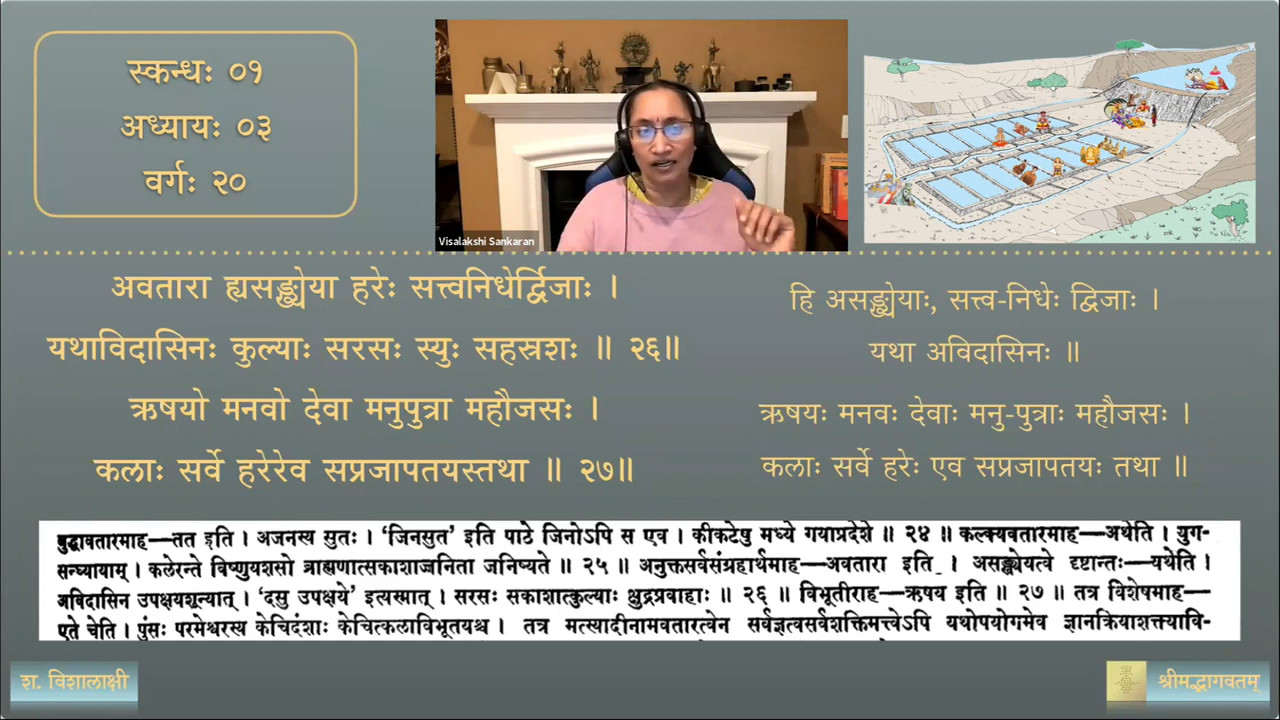 स्कन्धः ०१
अध्यायः ०३
वर्गः २०
Visalakshi Sankaran
अवतारा ह्यसङ्ख्येया हरेः सत्त्वनिधेर्द्विजाः ।
यथाविदासिनः कुल्याः सरसः स्युः सहस्रशः ॥ २६॥
ऋषयो मनवो देवा मनुपुत्रा महौजसः ।
कलाः सर्वे हरेरेव सप्रजापतयस्तथा ॥ २७॥
हि असङ्ख्येयाः, सत्त्व-निधेः द्विजाः ।
यथा अविदासिनः ॥
ऋषयः मनवः देवाः मनु-पुत्राः महौजसः ।
कलाः सर्वे हरेः एव सप्रजापतयः तथा ॥
बुद्धावतारमाह—तत इति । अजनस्य सुतः । ‘जिनसुत’ इति पाठे जिनोऽपि स एव । कीकटेषु मध्ये गयाप्रदेशे ॥ २४ ॥ कल्क्यवतारमाह—अथेति । युग-
सन्ध्यायाम् । कलेरन्ते विष्णुयशसो ब्राह्मणात्सकाशाज्जनिता जनिष्यते ॥ २५ ॥ अनुक्तसर्वसंग्रहार्थमाह—अवतारा इति । असङ्ख्येयत्वे दृष्टान्तः—यथेति ।
अविदासिन उपक्षयशून्यात् । ‘दसु उपक्षये’ इत्यस्मात् । सरसः सकाशात्कुल्याः क्षुद्रप्रवाहाः ॥ २६ ॥ विभूतीराह—ऋषय इति ॥ २७ ॥ तत्र विशेषमाह—
एते चेति । पुंसः परमेश्वरस्य केचिदंशाः केचित्कलाविभूतयश्च । तत्र मत्स्यादीनामवतारत्वेन सर्वज्ञत्वसर्वशक्तिमत्त्वेऽपि यथोपयोगमेव ज्ञानक्रियाशक्त्यावि-
श. विशालाक्षी
श्रीमद्भागवतम्